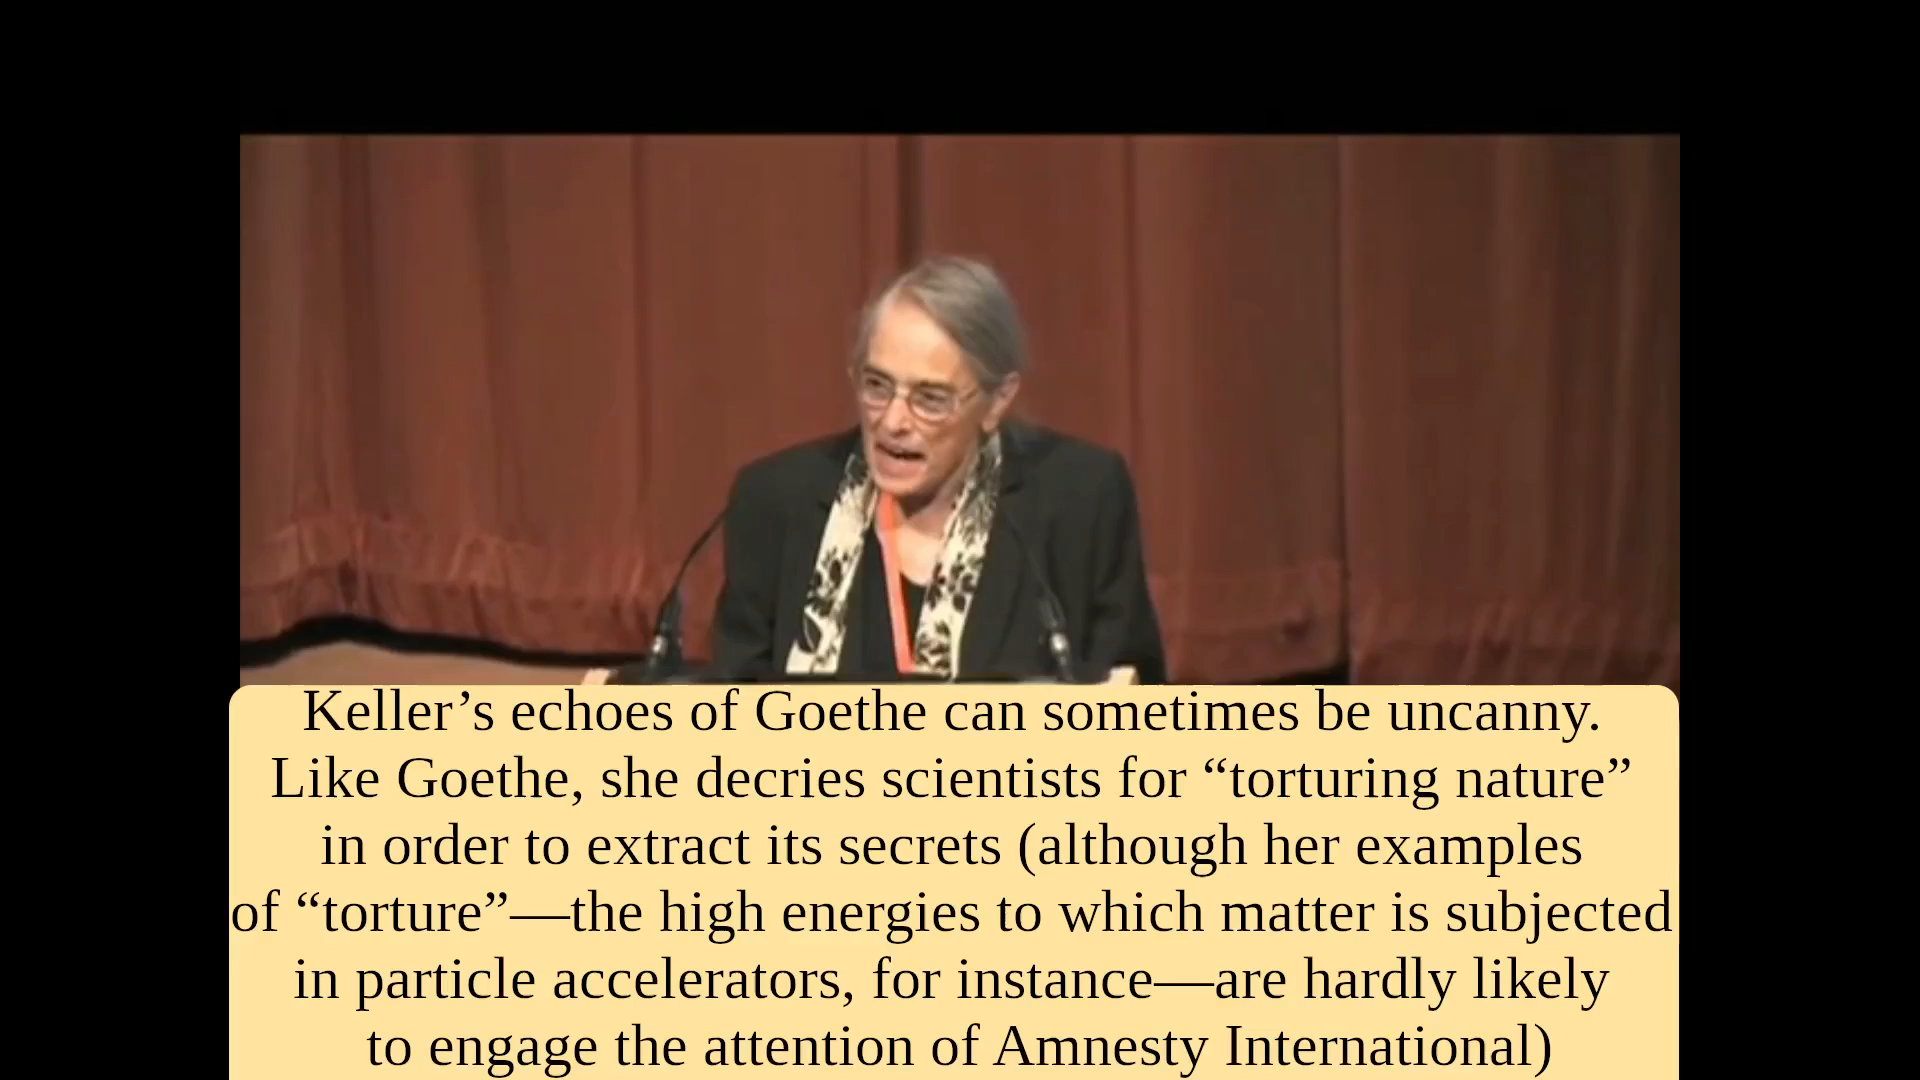 Keller’s echoes of Goethe can sometimes be uncanny.
Like Goethe, she decries scientists for “torturing nature”
in order to extract its secrets (although her examples
of “torture”—the high energies to which matter is subjected
in particle accelerators, for instance—are hardly likely
to engage the attention of Amnesty International)